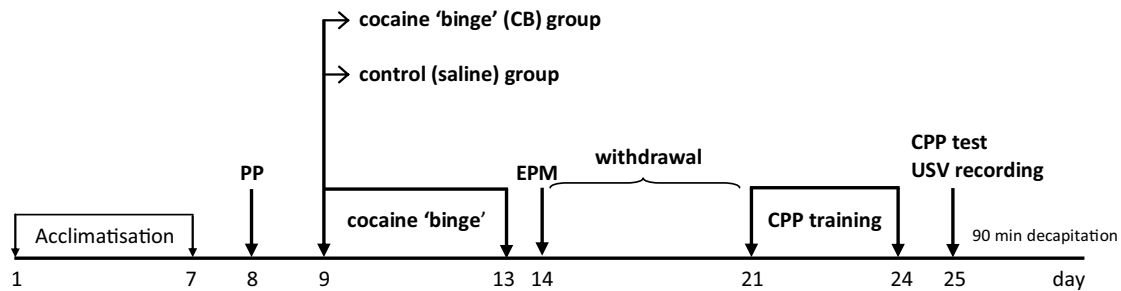 cocaine ‘binge’ (CB) group
control (saline) group
CPP test
USV recording
withdrawal
PP
EPM
cocaine ‘binge’
CPP training
Acclimatisation
90 min decapitation
1 7 8 9 13 14 21 24 25 day